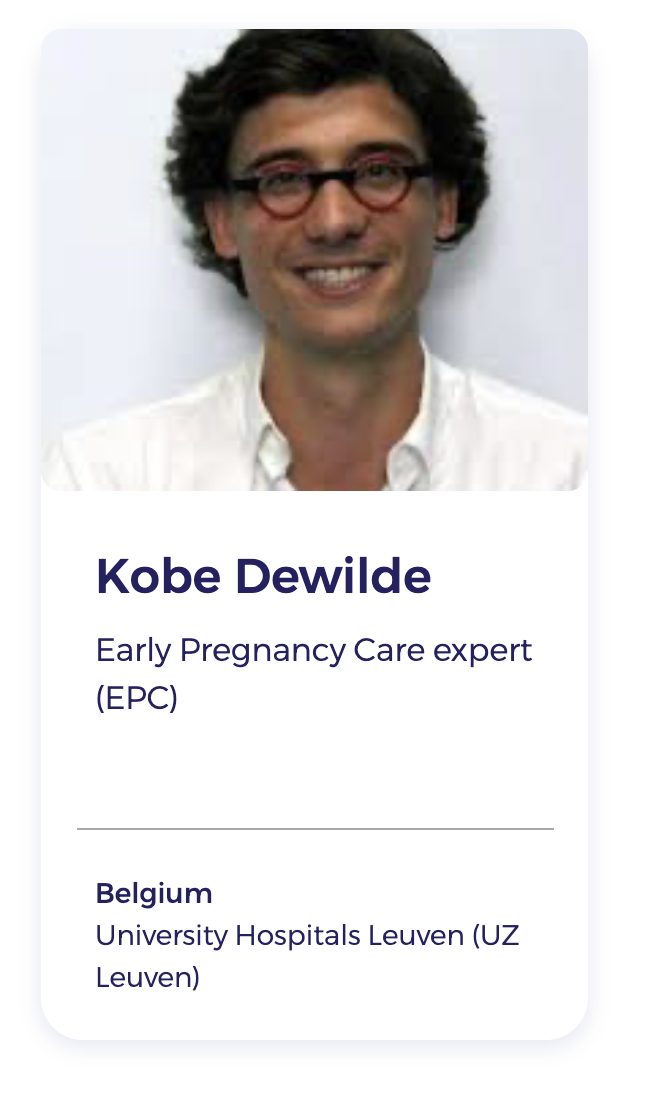 Kobe Dewilde
Early Pregnancy Care expert
(EPC)
Belgium
University Hospitals Leuven (UZ
Leuven)